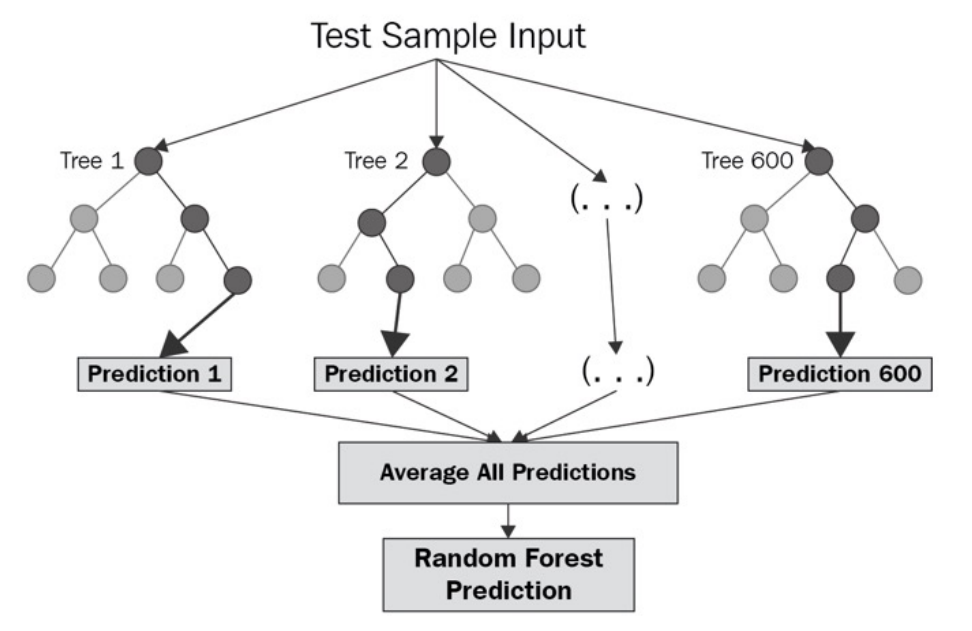 Test Sample Input
Tree 1
Tree 2
Tree 600
(. . .)
Prediction 1
Prediction 2
(. . .)
Prediction 600
Average All Predictions
Random Forest
Prediction